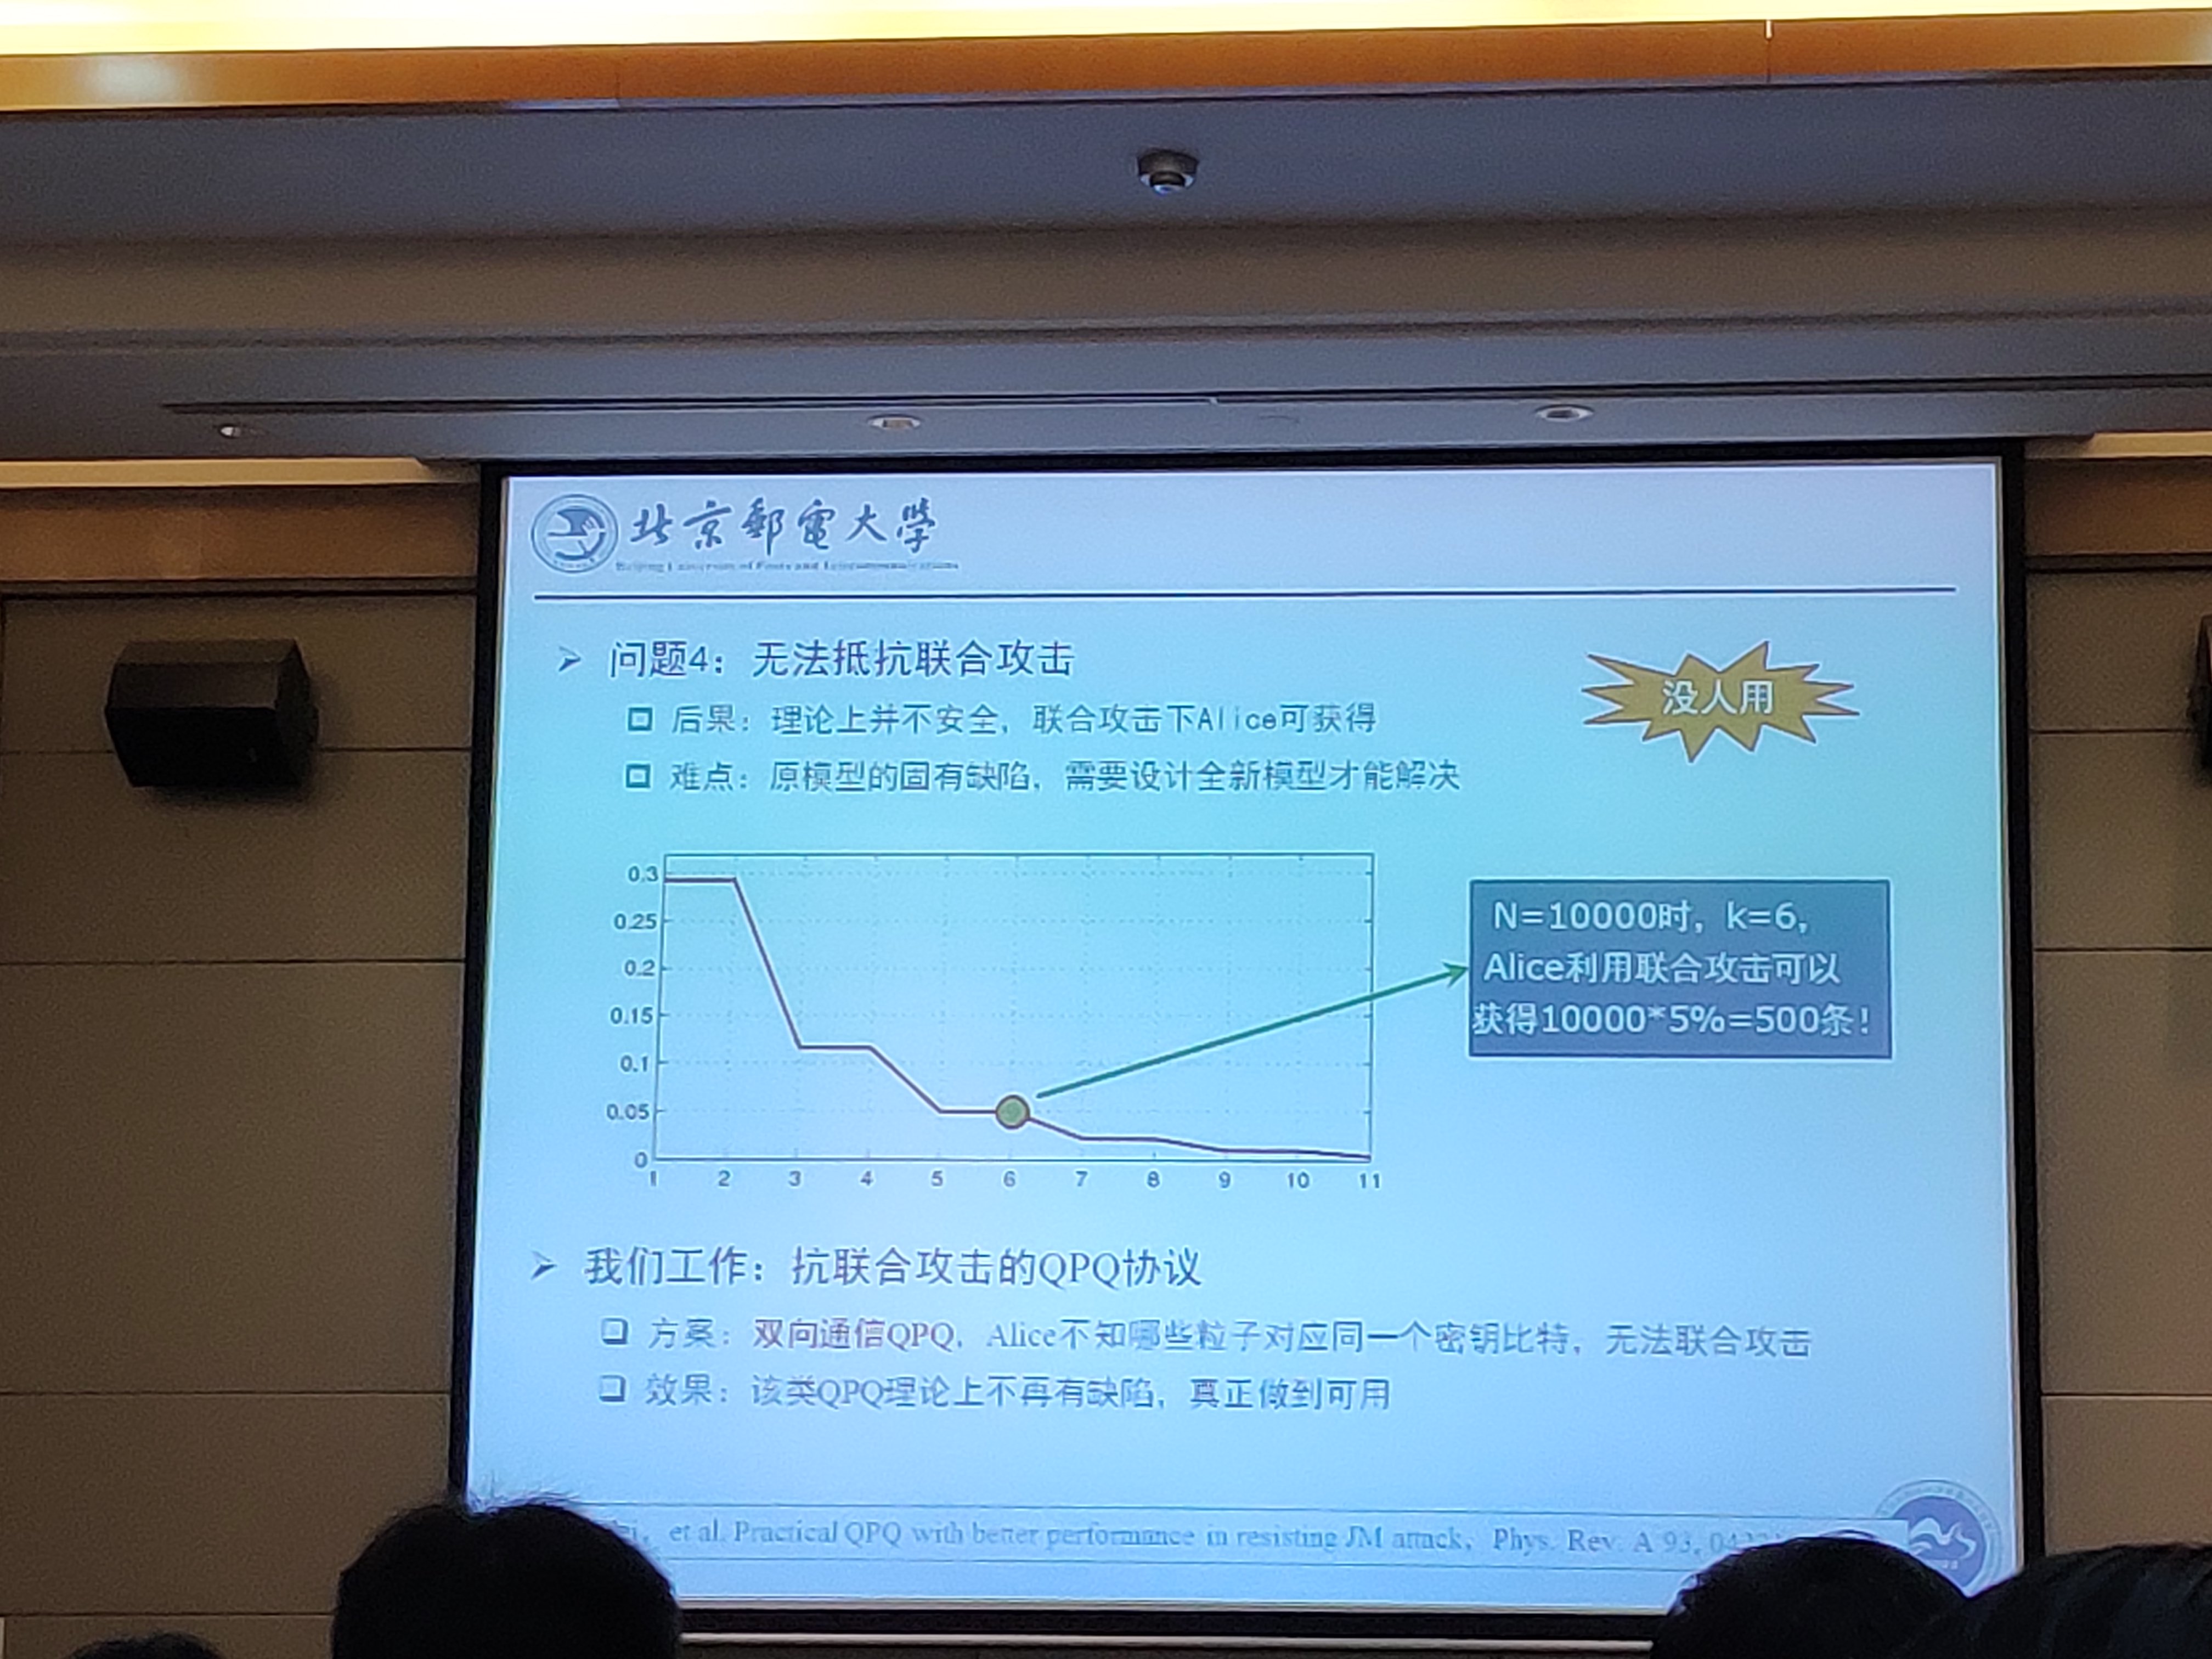 北京郵電大學
Beijing University of Posts and Telecommunications
问题4：无法抵抗联合攻击
没人用
后果：理论上并不安全，联合攻击下Alice可获得
难点：原模型的固有缺陷，需要设计全新模型才能解决
0.3
0.25
0.2
0.15
0.1
0.05
0
1 2 3 4 5 6 7 8 9 10 11
N=10000时，k=6，
Alice利用联合攻击可以
获得10000*5%=500条！
我们工作：抗联合攻击的QPQ协议
方案：双向通信QPQ，Alice不知哪些粒子对应同一个密钥比特，无法联合攻击
效果：该类QPQ理论上不再有缺陷，真正做到可用
et al. Practical QPQ with better performance in resisting JM attack，Phys. Rev. A 93,